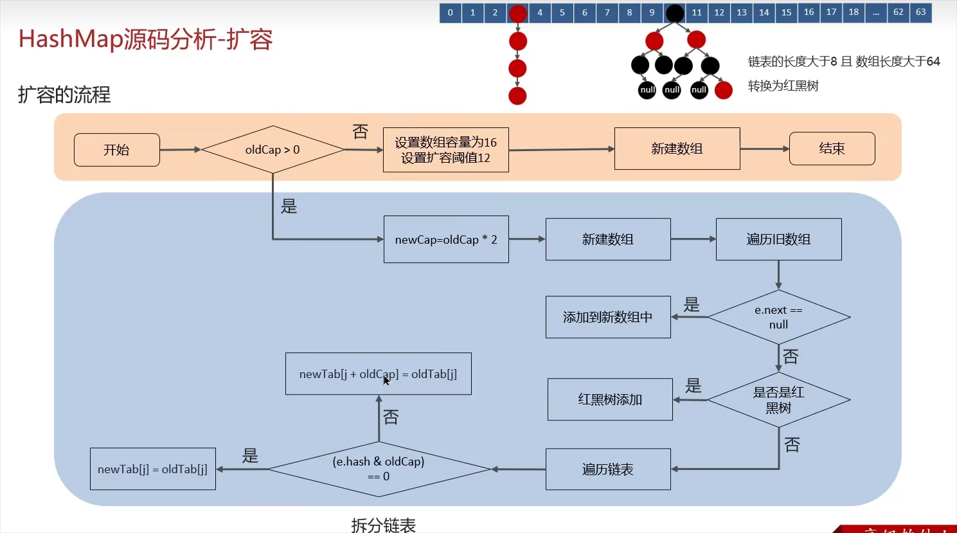 0 1 2 4 5 6 7 8 9 11 12 13 14 15 16 17 18 ... 62 63
HashMap源码分析-扩容
链表的长度大于8 且 数组长度大于64
转换为红黑树
null null null
扩容的流程
开始
oldCap > 0
否
设置数组容量为16
设置扩容阈值12
新建数组
结束
是
newCap=oldCap * 2
新建数组
遍历旧数组
e.next ==
null
是
添加到新数组中
否
是否是红
黑树
是
红黑树添加
否
遍历链表
(e.hash & oldCap)
== 0
否
newTab[j + oldCap] = oldTab[j]
是
newTab[j] = oldTab[j]
拆分链表